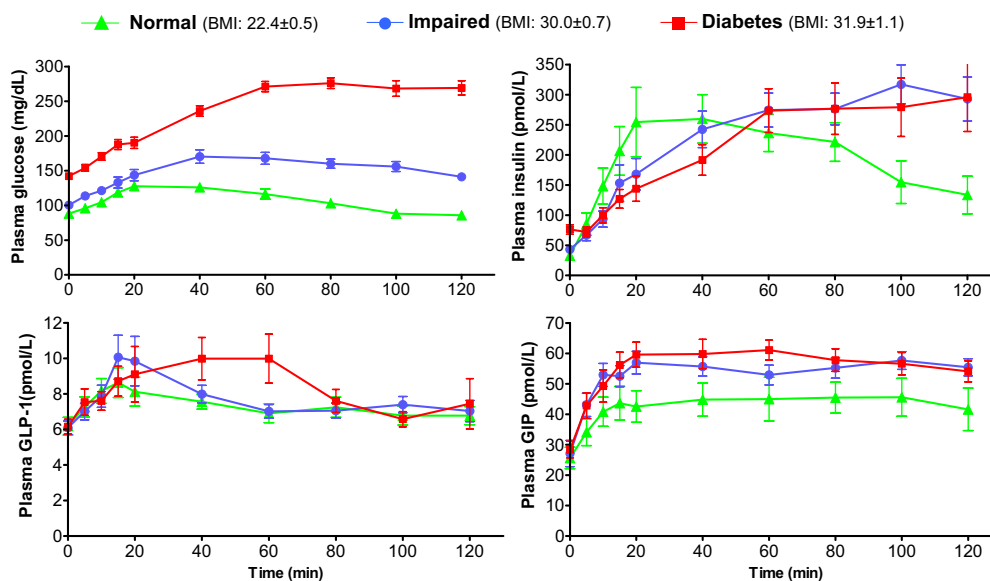 Normal (BMI: 22.4±0.5) Impaired (BMI: 30.0±0.7) Diabetes (BMI: 31.9±1.1)
Plasma glucose (mg/dL)
300
250
200
150
100
50
0
0 20 40 60 80 100 120
Plasma insulin (pmol/L)
350
300
250
200
150
100
50
0
0 20 40 60 80 100 120
Plasma GLP-1(pmol/L)
12
10
8
6
4
2
0
0 20 40 60 80 100 120
Time (min)
Plasma GIP (pmol/L)
70
60
50
40
30
20
10
0
0 20 40 60 80 100 120
Time (min)